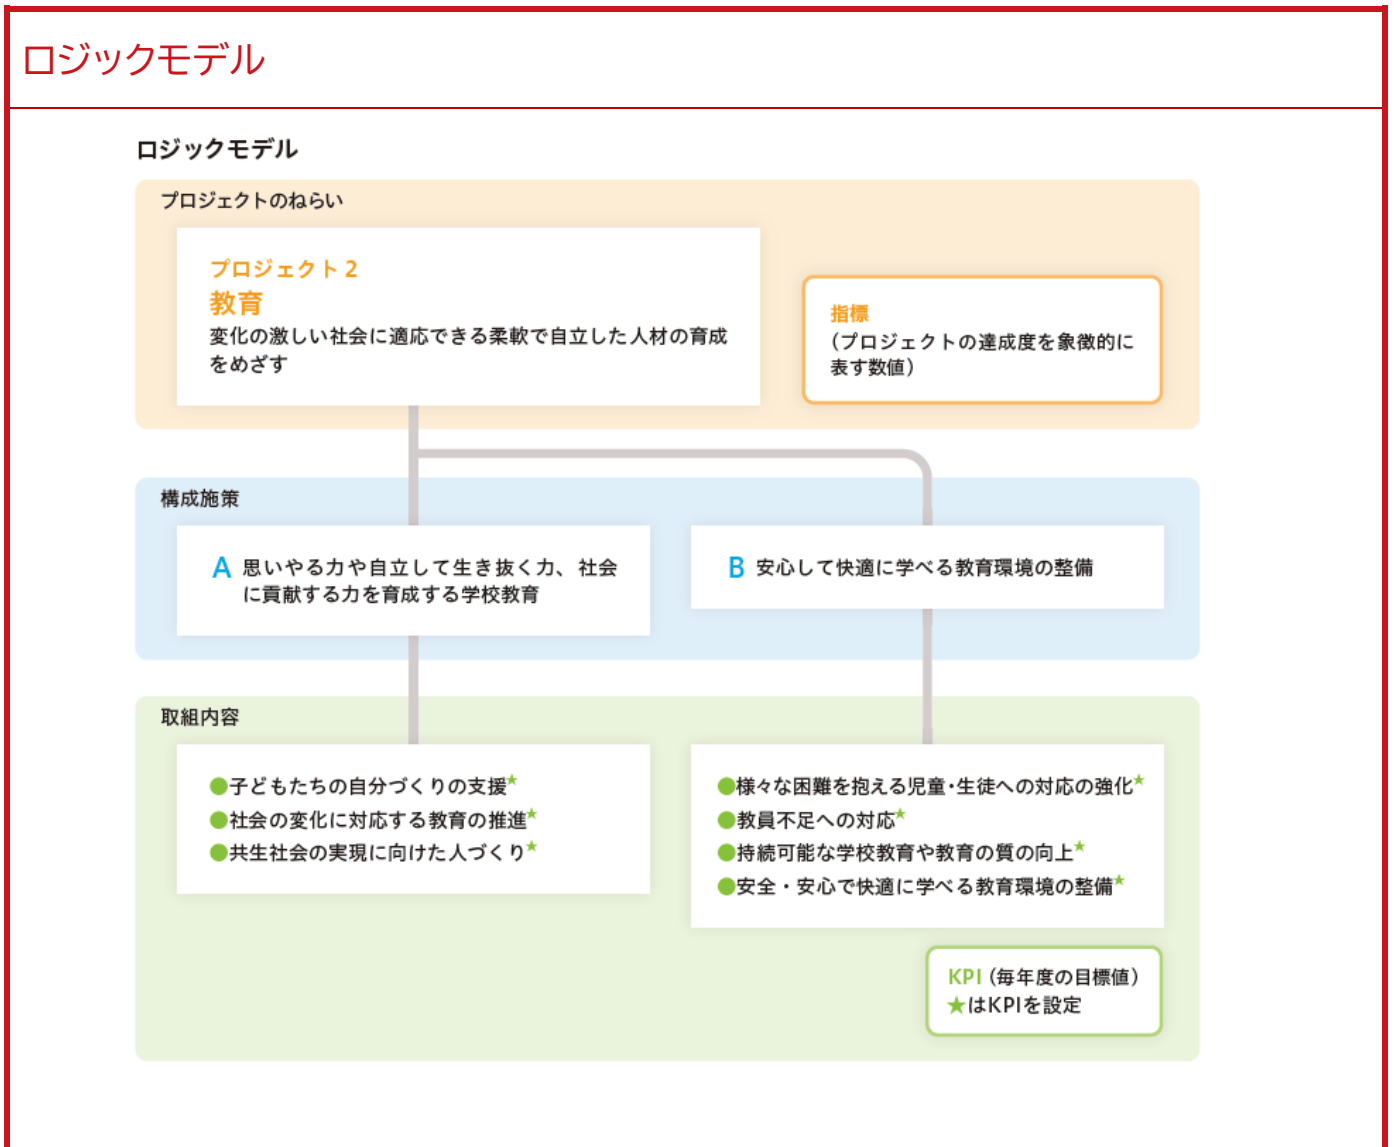 ロジックモデル
ロジックモデル
プロジェクトのねらい
プロジェクト 2
教育
変化の激しい社会に適応できる柔軟で自立した人材の育成
をめざす
指標
（プロジェクトの達成度を象徴的に
表す数値）
構成施策
A 思いやる力や自立して生き抜く力、社会
に貢献する力を育成する学校教育
B 安心して快適に学べる教育環境の整備
取組内容
●子どもたちの自分づくりの支援★
●社会の変化に対応する教育の推進★
●共生社会の実現に向けた人づくり★
●様々な困難を抱える児童・生徒への対応の強化★
●教員不足への対応★
●持続可能な学校教育や教育の質の向上★
●安全・安心で快適に学べる教育環境の整備★
KPI（毎年度の目標値）
★はKPIを設定